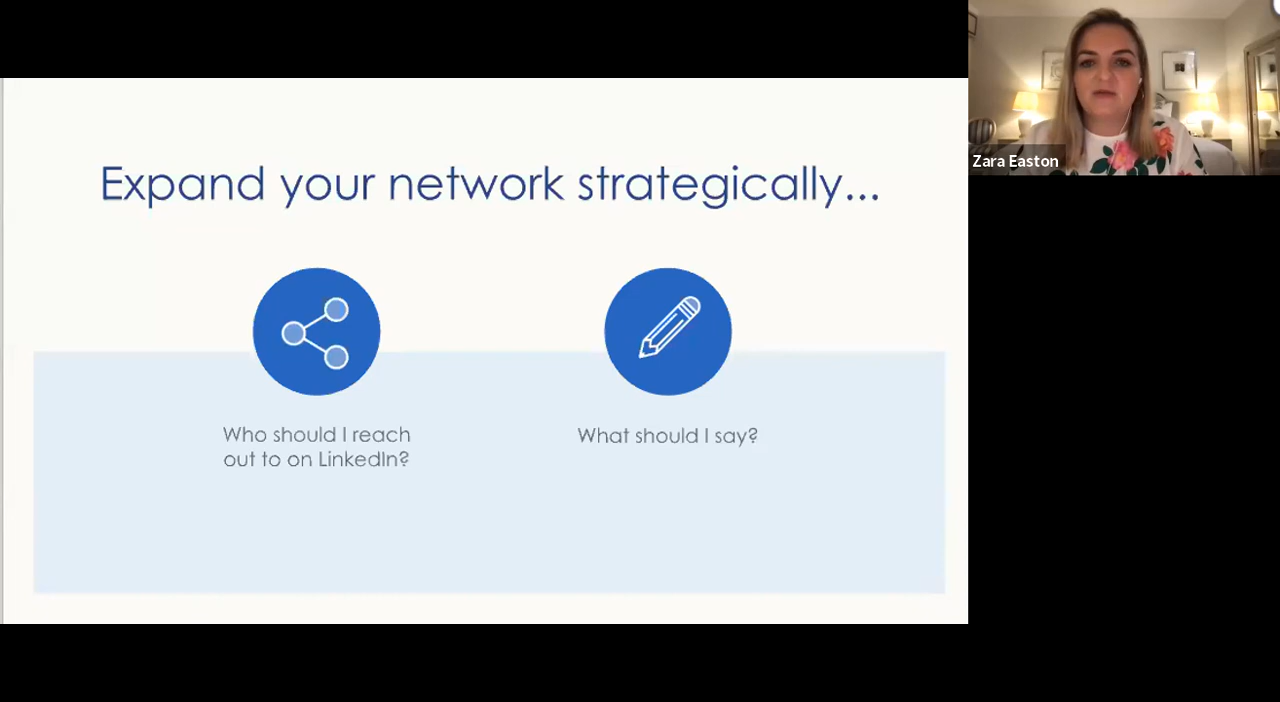 Expand your network strategically...
Who should I reach
out to on LinkedIn?
What should I say?
Zara Easton